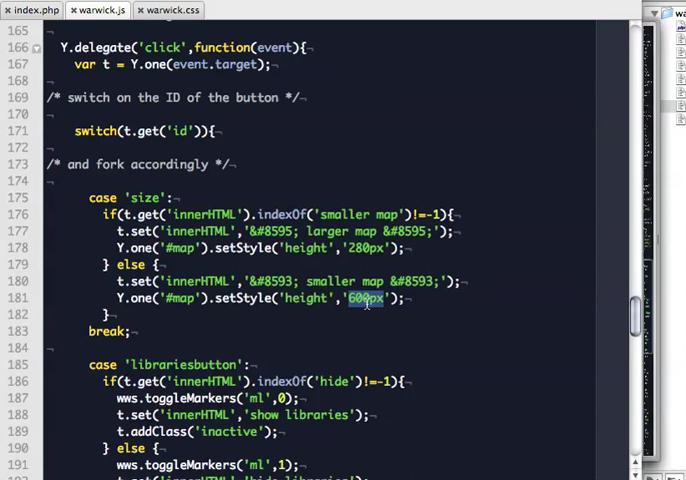 index.php warwick.js warwick.css
wa
165
166 Y.delegate('click',function(event){
167 var t = Y.one(event.target);
168
169 /* switch on the ID of the button */
170
171 switch(t.get('id')){
172
173 /* and fork accordingly */
174
175 case 'size':
176 if(t.get('innerHTML').indexOf('smaller map')!=-1){
177 t.set('innerHTML','&#8595; larger map &#8595;');
178 Y.one('#map').setStyle('height','280px');
179 } else {
180 t.set('innerHTML','&#8593; smaller map &#8593;');
181 Y.one('#map').setStyle('height','600px');
182 }
183 break;
184
185 case 'librariesbutton':
186 if(t.get('innerHTML').indexOf('hide')!=-1){
187 wws.toggleMarkers('ml',0);
188 t.set('innerHTML','show libraries');
189 t.addClass('inactive');
190 } else {
191 wws.toggleMarkers('ml',1);